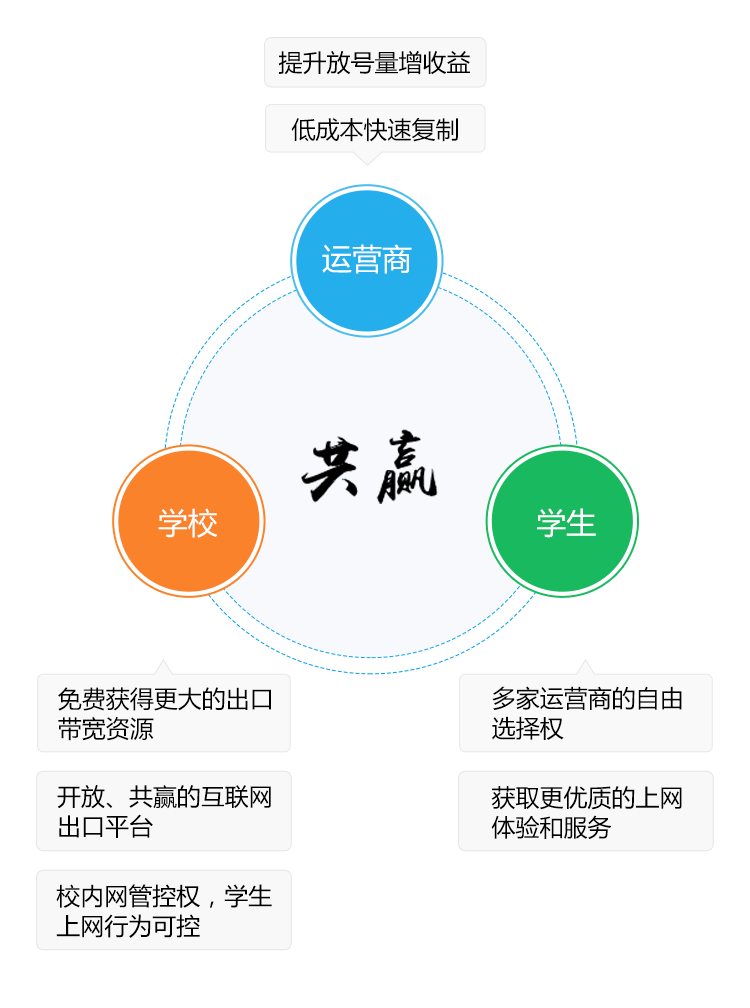 提升放号量增收益
低成本快速复制
运营商
共赢
学校
学生
免费获得更大的出口
带宽资源
开放、共赢的互联网
出口平台
校内网管控权，学生
上网行为可控
多家运营商的自由
选择权
获取更优质的上网
体验和服务